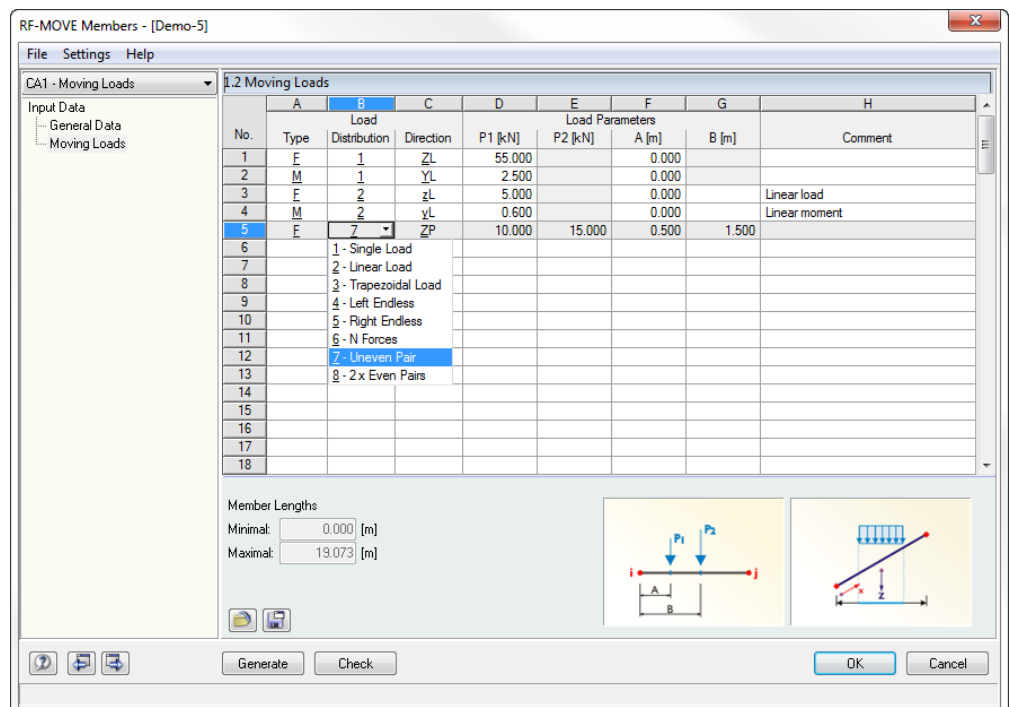 RF-MOVE Members - [Demo-5]
File Settings Help
CA1 - Moving Loads
Input Data
General Data
Moving Loads
1.2 Moving Loads
A B C D E F G H
Load Load Parameters
No. Type Distribution Direction P1 [kN] P2 [kN] A [m] B [m] Comment
1 F 1 ZL 55.000 0.000
2 M 1 YL 2.500 0.000
3 F 2 zL 5.000 0.000 Linear load
4 M 2 yL 0.600 0.000 Linear moment
5 F 7 ZP 10.000 15.000 0.500 1.500
6 1 - Single Load
7 2 - Linear Load
8 3 - Trapezoidal Load
9 4 - Left Endless
10 5 - Right Endless
11 6 - N Forces
12 7 - Uneven Pair
13 8 - 2 x Even Pairs
14
15
16
17
18
Member Lengths
Minimal: 0.000 [m]
Maximal: 19.073 [m]
P1 P2
i j
A
B
x z
Generate Check OK Cancel